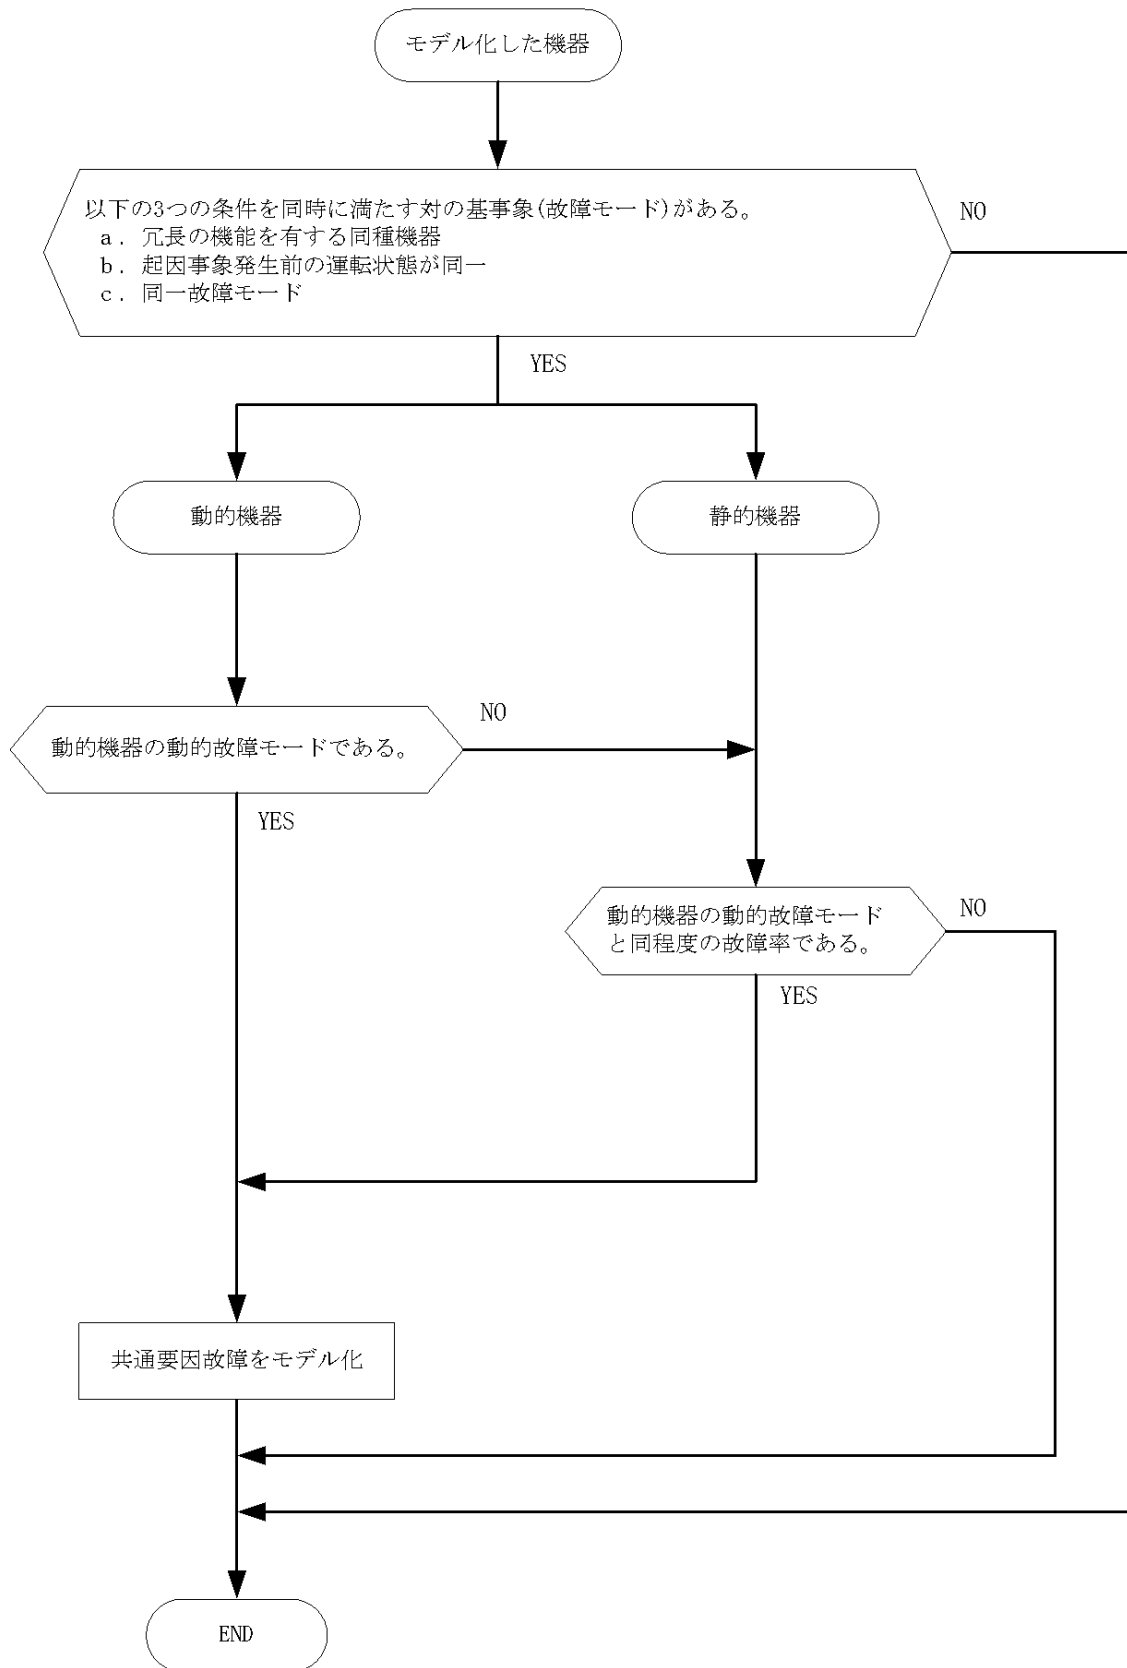 モデル化した機器
以下の3つの条件を同時に満たす対の基事象(故障モード)がある。
a．冗長の機能を有する同種機器
b．起因事象発生前の運転状態が同一
c．同一故障モード
NO
YES
動的機器
静的機器
動的機器の動的故障モードである。
NO
YES
動的機器の動的故障モード
と同程度の故障率である。
NO
YES
共通要因故障をモデル化
END